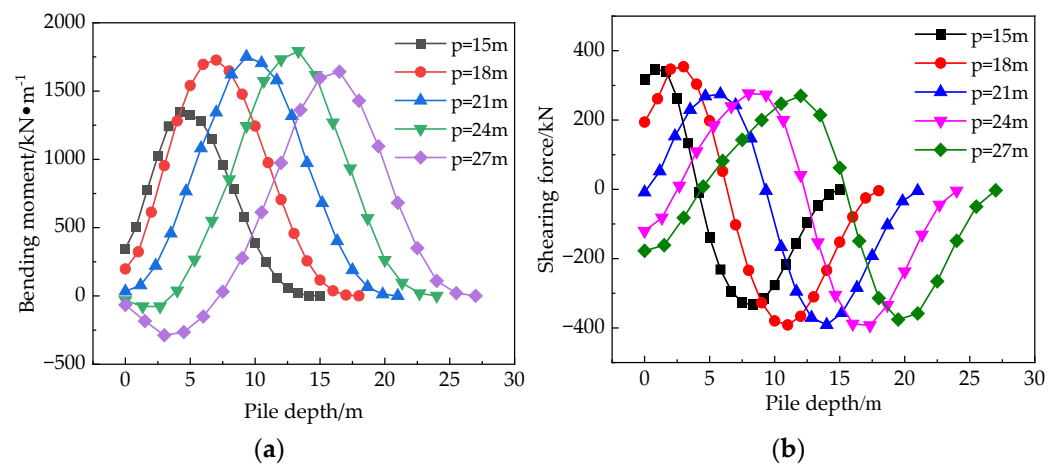 2000
1500
1000
500
0
−500
0 5 10 15 20 25 30
Bending moment/kN•m-1
Pile depth/m
p=15m
p=18m
p=21m
p=24m
p=27m
(a)
400
200
0
−200
−400
0 5 10 15 20 25 30
Shearing force/kN
Pile depth/m
p=15m
p=18m
p=21m
p=24m
p=27m
(b)